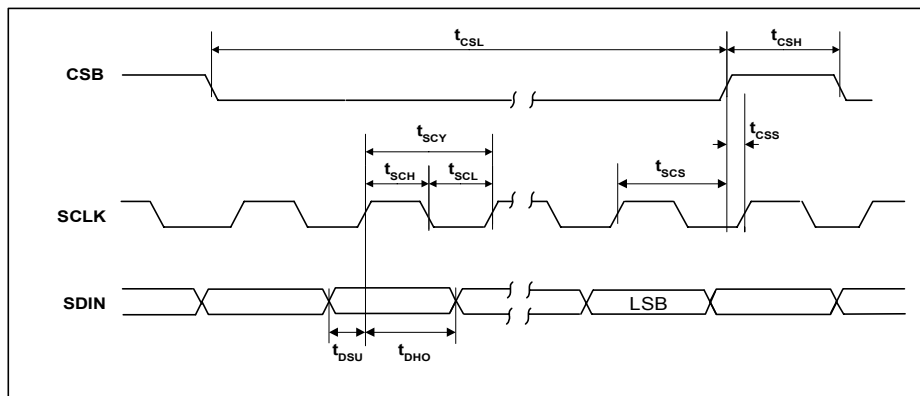 tCSL
tCSH
CSB
tCSS
tSCY
tSCH
tSCL
tSCS
SCLK
SDIN
LSB
tDSU
tDHO